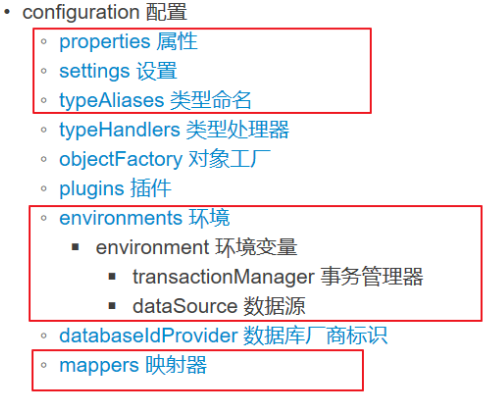 configuration 配置
properties 属性
settings 设置
typeAliases 类型命名
typeHandlers 类型处理器
objectFactory 对象工厂
plugins 插件
environments 环境
environment 环境变量
transactionManager 事务管理器
dataSource 数据源
databaseIdProvider 数据库厂商标识
mappers 映射器